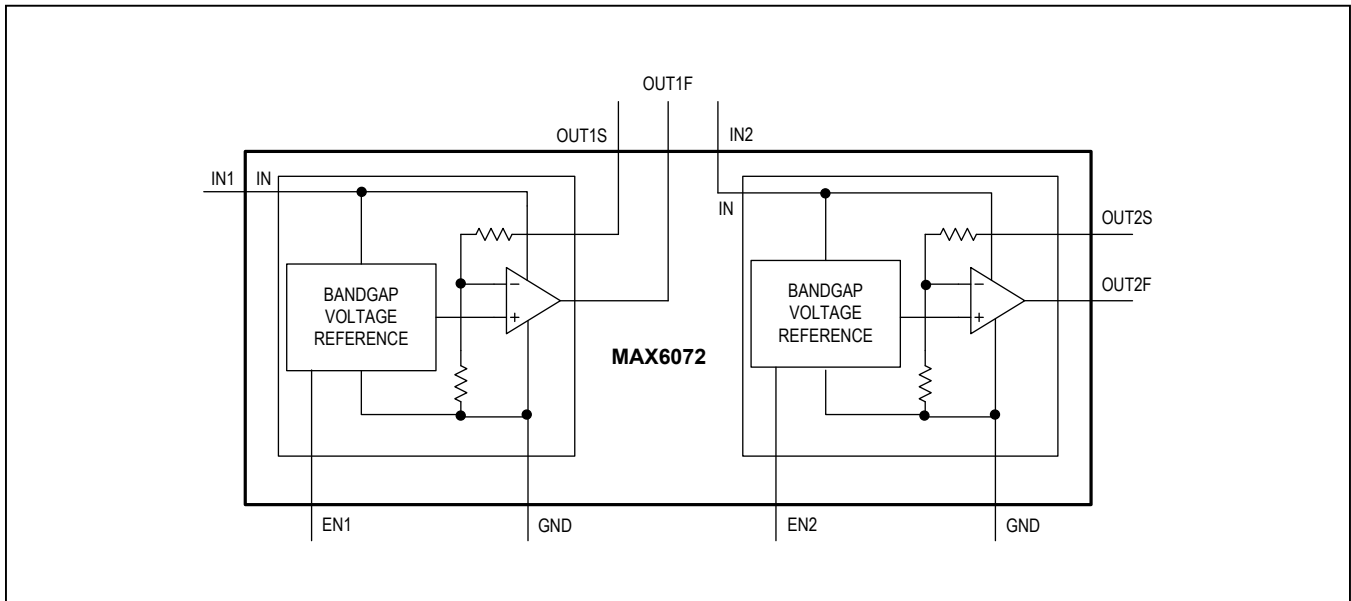 OUT1F
OUT1S
IN2
IN1
IN
IN
OUT2S
OUT2F
BANDGAP
VOLTAGE
REFERENCE
−
+
MAX6072
BANDGAP
VOLTAGE
REFERENCE
−
+
EN1
GND
EN2
GND